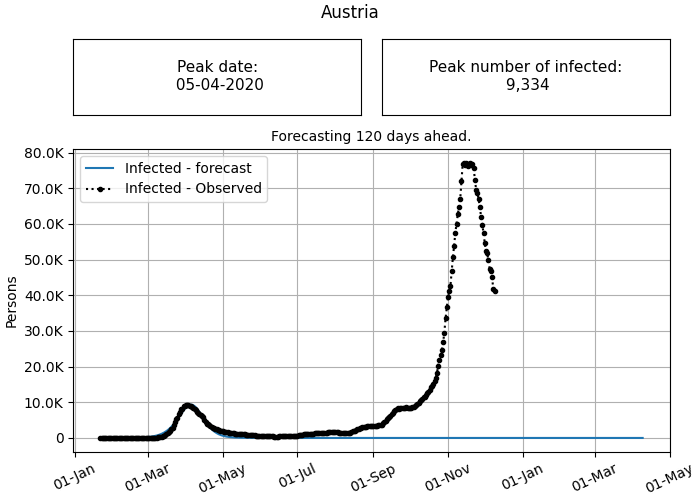 Austria
Peak date:
05-04-2020
Peak number of infected:
9,334
Forecasting 120 days ahead.
Infected - forecast
Infected - Observed
80.0K
70.0K
60.0K
50.0K
40.0K
30.0K
20.0K
10.0K
0
Persons
01-Jan
01-Mar
01-May
01-Jul
01-Sep
01-Nov
01-Jan
01-Mar
01-May